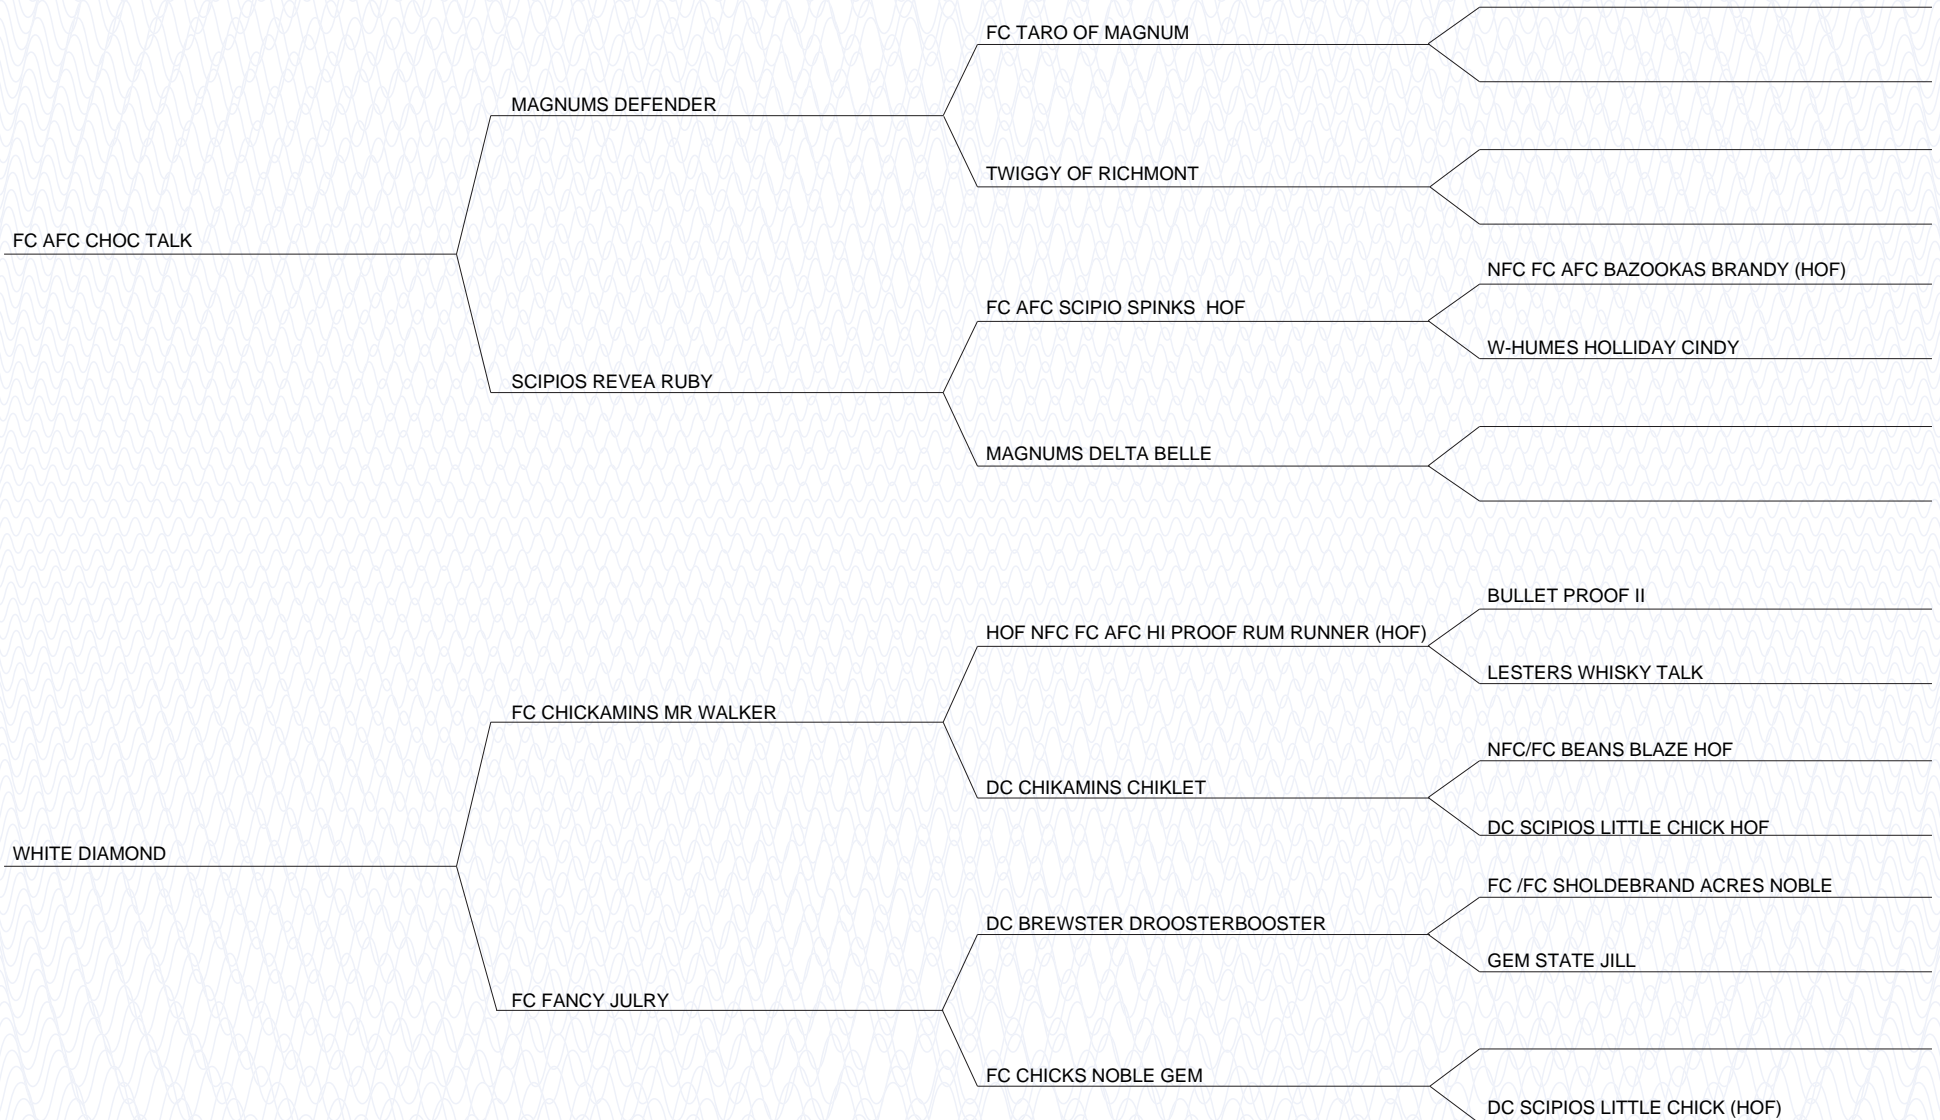 FC TARO OF MAGNUM
MAGNUMS DEFENDER
TWIGGY OF RICHMONT
FC AFC CHOC TALK
NFC FC AFC BAZOOKAS BRANDY (HOF)
FC AFC SCIPIO SPINKS  HOF
W-HUMES HOLLIDAY CINDY
SCIPIOS REVEA RUBY
MAGNUMS DELTA BELLE
BULLET PROOF II
HOF NFC FC AFC HI PROOF RUM RUNNER (HOF)
LESTERS WHISKY TALK
FC CHICKAMINS MR WALKER
NFC/FC BEANS BLAZE HOF
DC CHIKAMINS CHIKLET
DC SCIPIOS LITTLE CHICK HOF
WHITE DIAMOND
FC /FC SHOLDEBRAND ACRES NOBLE
DC BREWSTER DROOSTERBOOSTER
GEM STATE JILL
FC FANCY JULRY
FC CHICKS NOBLE GEM
DC SCIPIOS LITTLE CHICK (HOF)